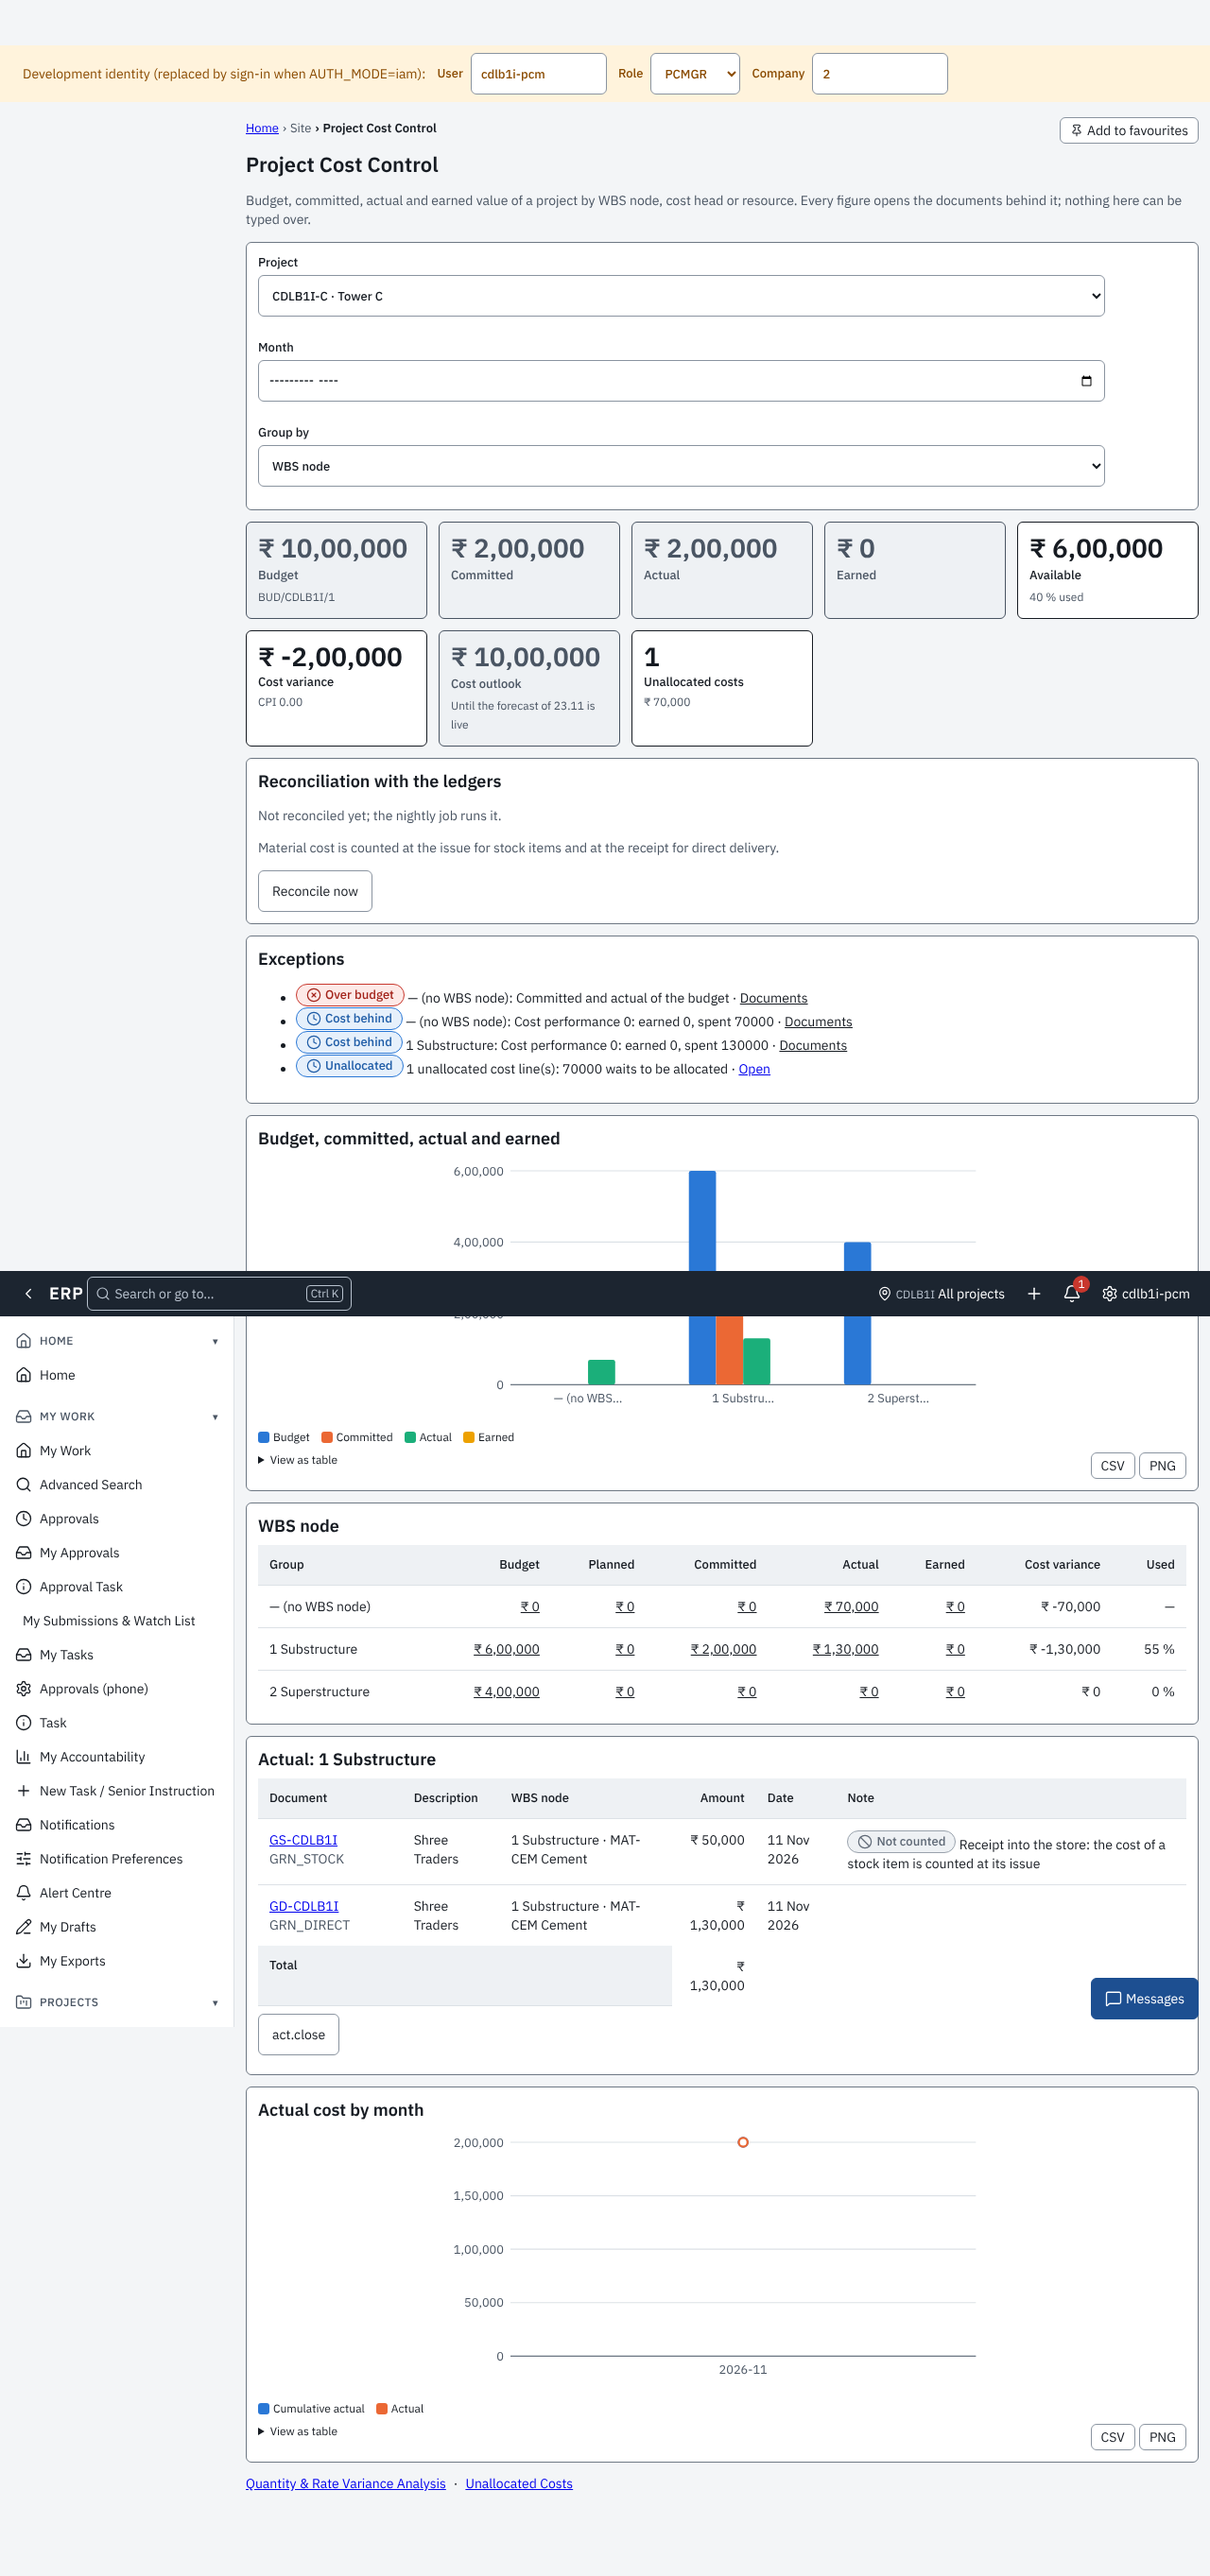 Development identity (replaced by sign-in when AUTH_MODE=iam): User cdlb1i-pcm Role PCMGR Company 2
Home › Site › Project Cost Control
Add to favourites
Project Cost Control
Budget, committed, actual and earned value of a project by WBS node, cost head or resource. Every figure opens the documents behind it; nothing here can be
typed over.
Project
CDLB1I-C · Tower C
Month
--------- ----
Group by
WBS node
₹ 10,00,000
Budget
BUD/CDLB1I/1
₹ 2,00,000
Committed
₹ 2,00,000
Actual
₹ 0
Earned
₹ 6,00,000
Available
40 % used
₹ -2,00,000
Cost variance
CPI 0.00
₹ 10,00,000
Cost outlook
Until the forecast of 23.11 is
live
1
Unallocated costs
₹ 70,000
Reconciliation with the ledgers
Not reconciled yet; the nightly job runs it.
Material cost is counted at the issue for stock items and at the receipt for direct delivery.
Reconcile now
Exceptions
Over budget — (no WBS node): Committed and actual of the budget · Documents
Cost behind — (no WBS node): Cost performance 0: earned 0, spent 70000 · Documents
Cost behind 1 Substructure: Cost performance 0: earned 0, spent 130000 · Documents
Unallocated 1 unallocated cost line(s): 70000 waits to be allocated · Open
Budget, committed, actual and earned
6,00,000
4,00,000
ERP Search or go to... Ctrl K CDLB1I All projects 1 cdlb1i-pcm
0
— (no WBS... 1 Substru... 2 Superst...
Budget Committed Actual Earned
View as table
CSV PNG
HOME
Home
MY WORK
My Work
Advanced Search
Approvals
My Approvals
Approval Task
My Submissions & Watch List
My Tasks
Approvals (phone)
Task
My Accountability
New Task / Senior Instruction
Notifications
Notification Preferences
Alert Centre
My Drafts
My Exports
PROJECTS
WBS node
Group Budget Planned Committed Actual Earned Cost variance Used
— (no WBS node) ₹ 0 ₹ 0 ₹ 0 ₹ 70,000 ₹ 0 ₹ -70,000 —
1 Substructure ₹ 6,00,000 ₹ 0 ₹ 2,00,000 ₹ 1,30,000 ₹ 0 ₹ -1,30,000 55 %
2 Superstructure ₹ 4,00,000 ₹ 0 ₹ 0 ₹ 0 ₹ 0 ₹ 0 0 %
Actual: 1 Substructure
Document Description WBS node Amount Date Note
GS-CDLB1I Shree 1 Substructure · MAT- ₹ 50,000 11 Nov Not counted Receipt into the store: the cost of a
GRN_STOCK Traders CEM Cement 2026 stock item is counted at its issue
GD-CDLB1I Shree 1 Substructure · MAT- ₹ 11 Nov
GRN_DIRECT Traders CEM Cement 1,30,000 2026
Total ₹
1,30,000
Messages
act.close
Actual cost by month
2,00,000
1,50,000
1,00,000
50,000
0
2026-11
Cumulative actual Actual
View as table
CSV PNG
Quantity & Rate Variance Analysis · Unallocated Costs